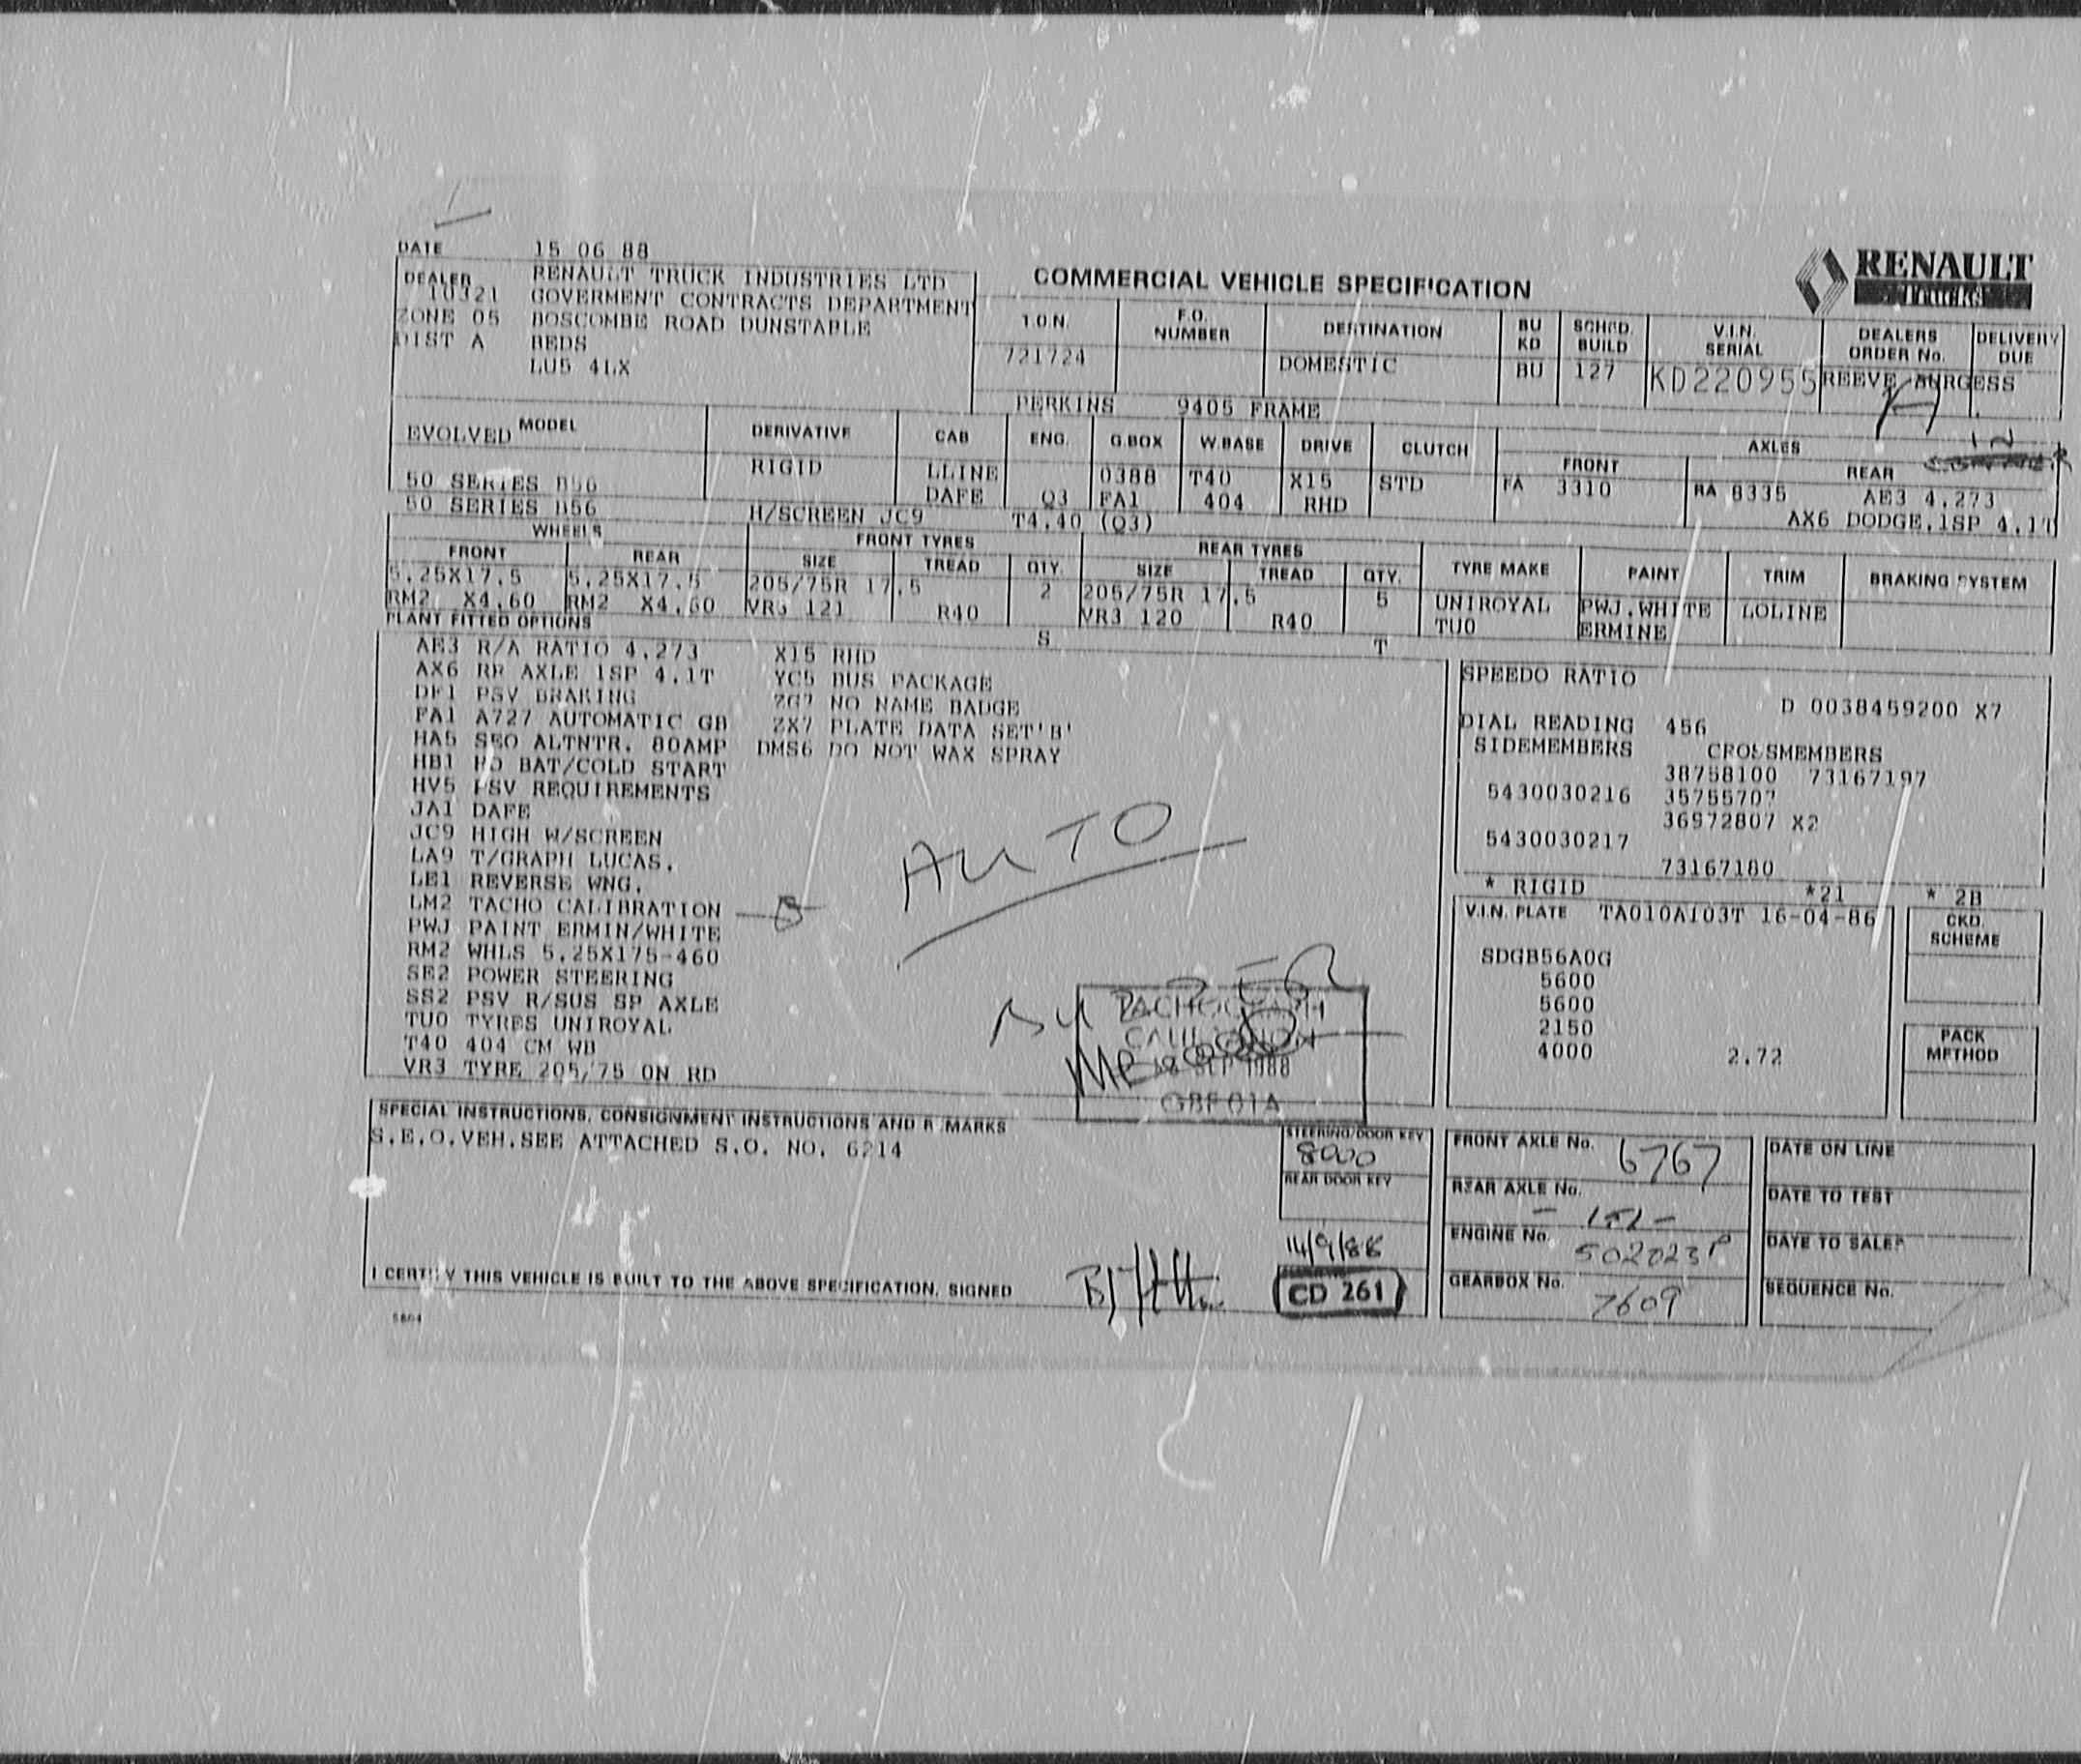 DATE 15 06 88
RENAULT Trucks
COMMERCIAL VEHICLE SPECIFICATION
DEALER RENAULT TRUCK INDUSTRIES LTD
10321 GOVERMENT CONTRACTS DEPARTMENT
ZONE 05 BOSCOMBE ROAD DUNSTABLE
DIST A BEDS
LU5 4LX
T.O.N. F.O. NUMBER DESTINATION BU KD SCHED. BUILD V.I.N. SERIAL DEALERS ORDER No. DELIVERY DUE
721724 DOMESTIC BU 127 KD220955 REEVE BURGESS
PERKINS 9405 FRAME
IN
MODEL DERIVATIVE CAB ENG. G.BOX W.BASE DRIVE CLUTCH AXLES
FRONT REAR
EVOLVED
RIGID LLINE 0388 T40 X15 STD FA 3310 RA 8335 AE3 4.273
50 SERIES B56 DAFE Q3 FA1 404 RHD
50 SERIES B56 H/SCREEN JC9 T4.40 (Q3) AX6 DODGE.1SP 4.1T
WHEELS FRONT TYRES REAR TYRES
FRONT REAR SIZE TREAD QTY. SIZE TREAD QTY. TYRE MAKE PAINT TRIM BRAKING SYSTEM
5.25X17.5 5.25X17.5 205/75R 17.5 2 205/75R 17.5 5 UNIROYAL PWJ.WHITE LOLINE
RM2 X4.60 RM2 X4.60 VR3 121 R40 VR3 120 R40 TU0 ERMINE
S T
PLANT FITTED OPTIONS
AE3 R/A RATIO 4.273 X15 RHD
AX6 RR AXLE 1SP 4.1T YC5 BUS PACKAGE
DF1 PSV BRAKING ZG7 NO NAME BADGE
FA1 A727 AUTOMATIC GB ZX7 PLATE DATA SET'B'
HA5 SEO ALTNTR. 80AMP DMS6 DO NOT WAX SPRAY
HB1 HD BAT/COLD START
HV5 PSV REQUIREMENTS
JA1 DAFE
JC9 HIGH W/SCREEN
LA9 T/GRAPH LUCAS.
LE1 REVERSE WNG.
LM2 TACHO CALIBRATION
PWJ PAINT ERMIN/WHITE
RM2 WHLS 5.25X175-460
SE2 POWER STEERING
SS2 PSV R/SUS SP AXLE
TU0 TYRES UNIROYAL
T40 404 CM WB
VR3 TYRE 205/75 ON RD
AUTO
TACHOGRAPH
CALIBRATION
SEP 1988
GBF01A
SPEEDO RATIO
D 0038459200 X7
DIAL READING 456
SIDEMEMBERS CROSSMEMBERS
38758100 73167197
5430030216 35755707
36972807 X2
5430030217
73167180
* RIGID *21 * 2B
V.I.N. PLATE TA010A103T 16-04-86
SDGB56A0G
5600
5600
2150
4000 2.72
CKD. SCHEME
PACK METHOD
SPECIAL INSTRUCTIONS, CONSIGNMENT INSTRUCTIONS AND R MARKS
S.E.O.VEH.SEE ATTACHED S.O. NO. 6214
STEERING/DOOR KEY
8000
REAR DOOR KEY
14/9/88
CD 261
FRONT AXLE No. 6767
REAR AXLE No.
ENGINE No. 502023P
GEARBOX No. 7609
DATE ON LINE
DATE TO TEST
DATE TO SALES
SEQUENCE No.
I CERTIFY THIS VEHICLE IS BUILT TO THE ABOVE SPECIFICATION. SIGNED
5804